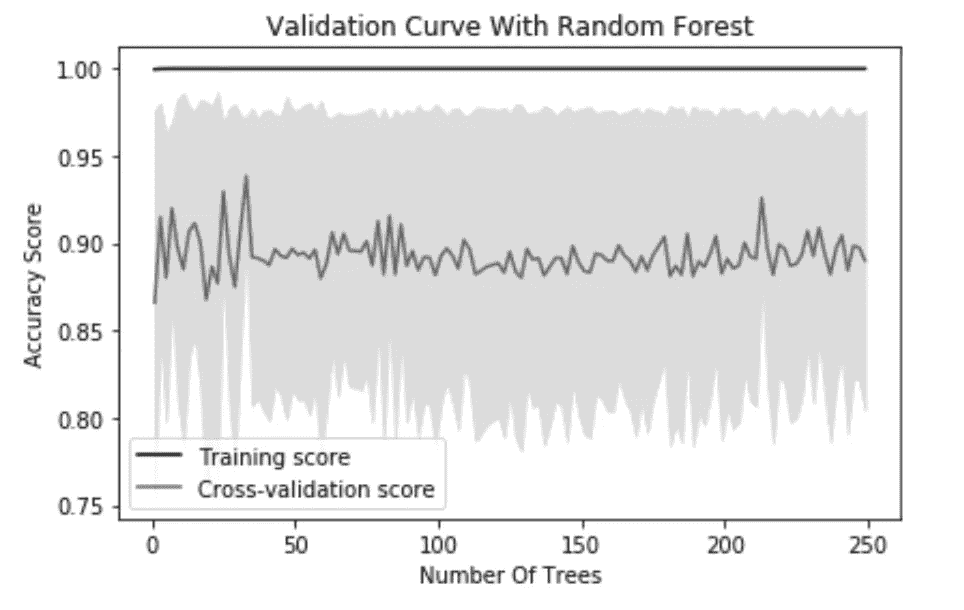 Validation Curve With Random Forest
1.00
0.95
0.90
0.85
0.80
0.75
Accuracy Score
Training score
Cross-validation score
0 50 100 150 200 250
Number Of Trees